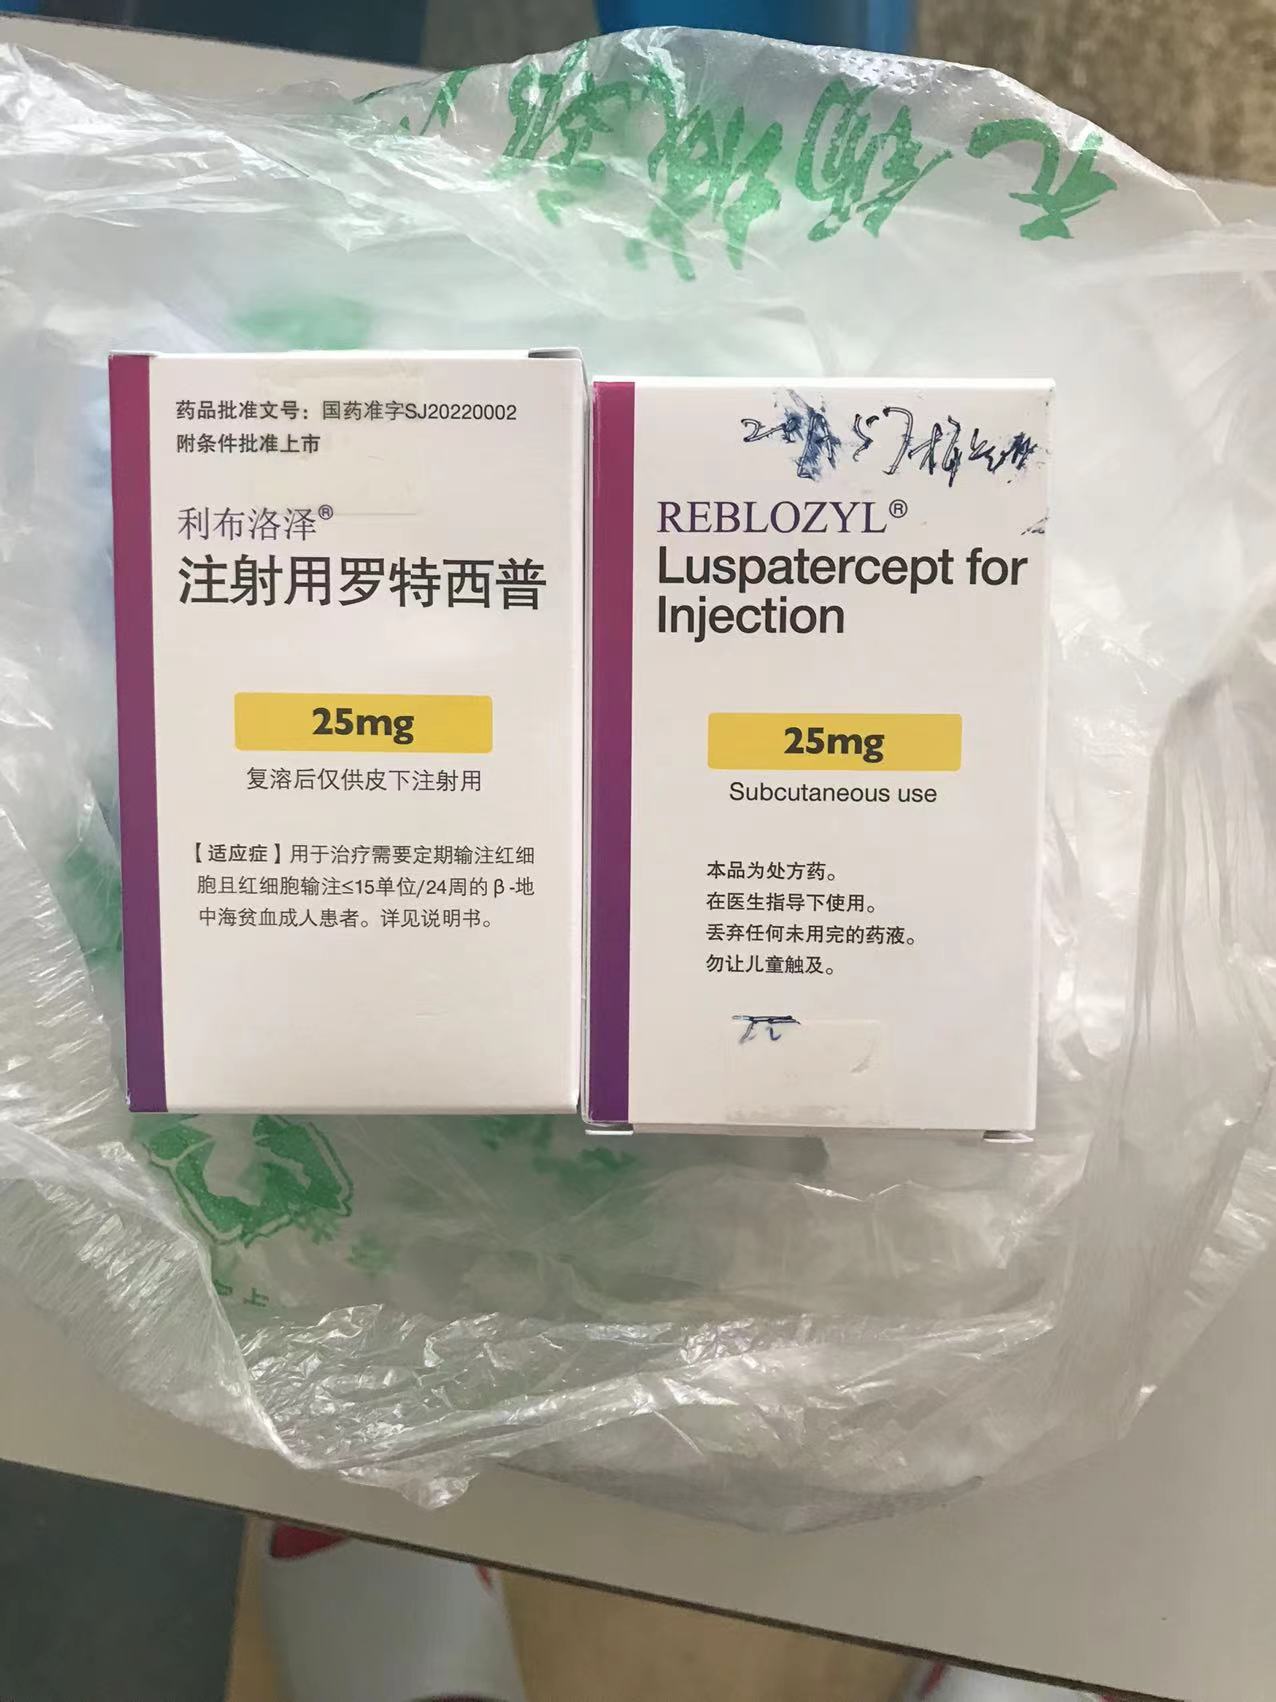 药品批准文号：国药准字SJ20220002
附条件批准上市
利布洛泽®
注射用罗特西普
25mg
复溶后仅供皮下注射用
【适应症】用于治疗需要定期输注红细
胞且红细胞输注≤15单位/24周的β-地
中海贫血成人患者。详见说明书。
REBLOZYL®
Luspatercept for
Injection
25mg
Subcutaneous use
本品为处方药。
在医生指导下使用。
丢弃任何未用完的药液。
勿让儿童触及。